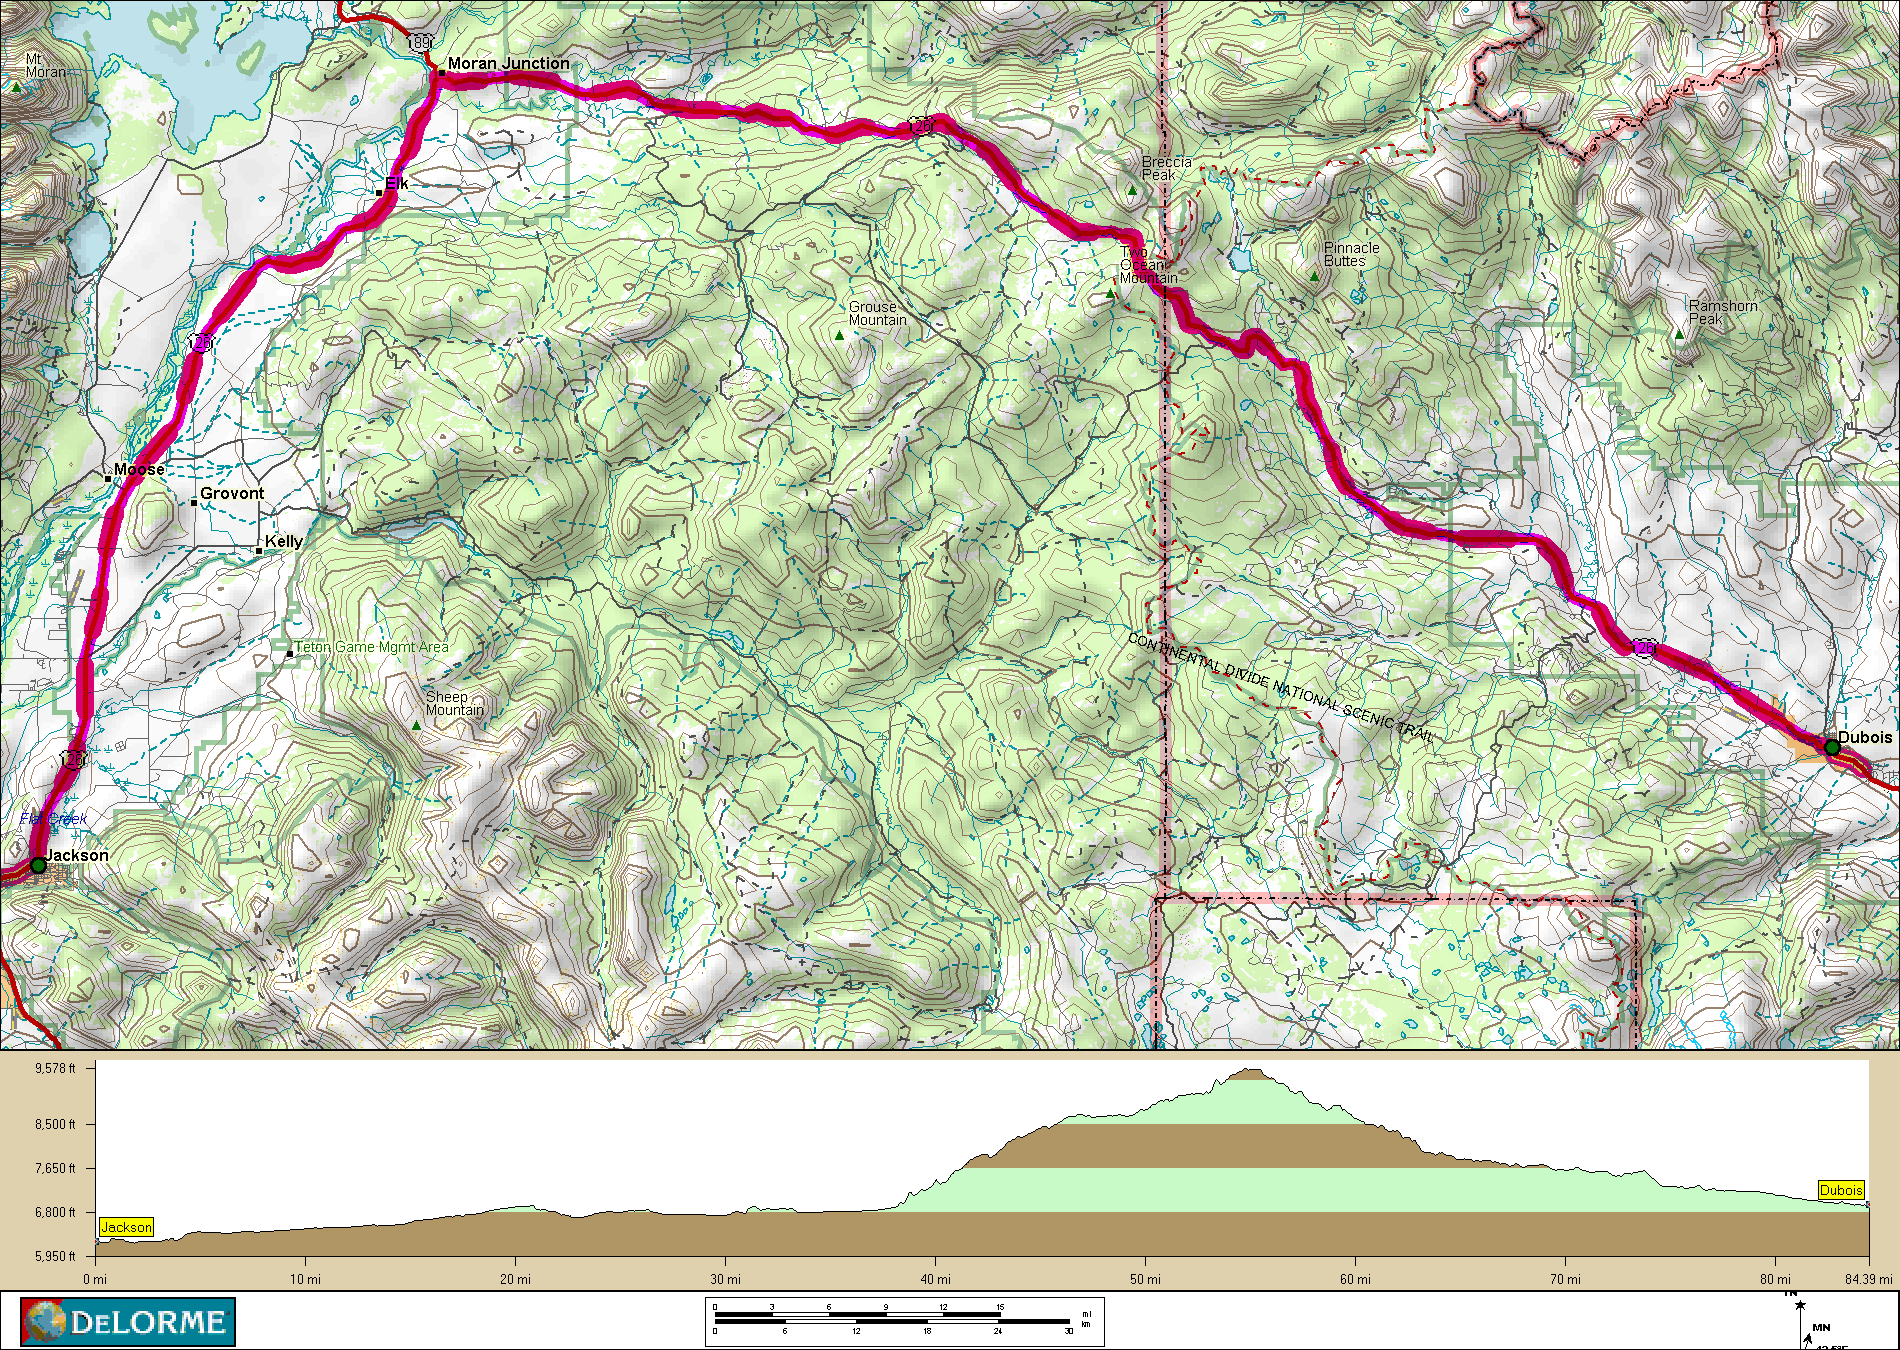 89
Mt
Moran
Moran Junction
26
Breccia
Peak
Elk
Two
Ocean
Mountain
Pinnacle
Buttes
Grouse
Mountain
Ramshorn
Peak
26
Moose
Grovont
Kelly
CONTINENTAL DIVIDE NATIONAL SCENIC TRAIL
Teton Game Mgmt Area
26
Sheep
Mountain
Dubois
26
Flat Creek
Jackson
9,578 ft
8,500 ft
7,650 ft
6,800 ft
5,950 ft
Jackson
Dubois
0 mi
10 mi
20 mi
30 mi
40 mi
50 mi
60 mi
70 mi
80 mi
84.39 mi
DELORME
0 3 6 9 12 15 mi
km
0 6 12 18 24 30
TN
MN